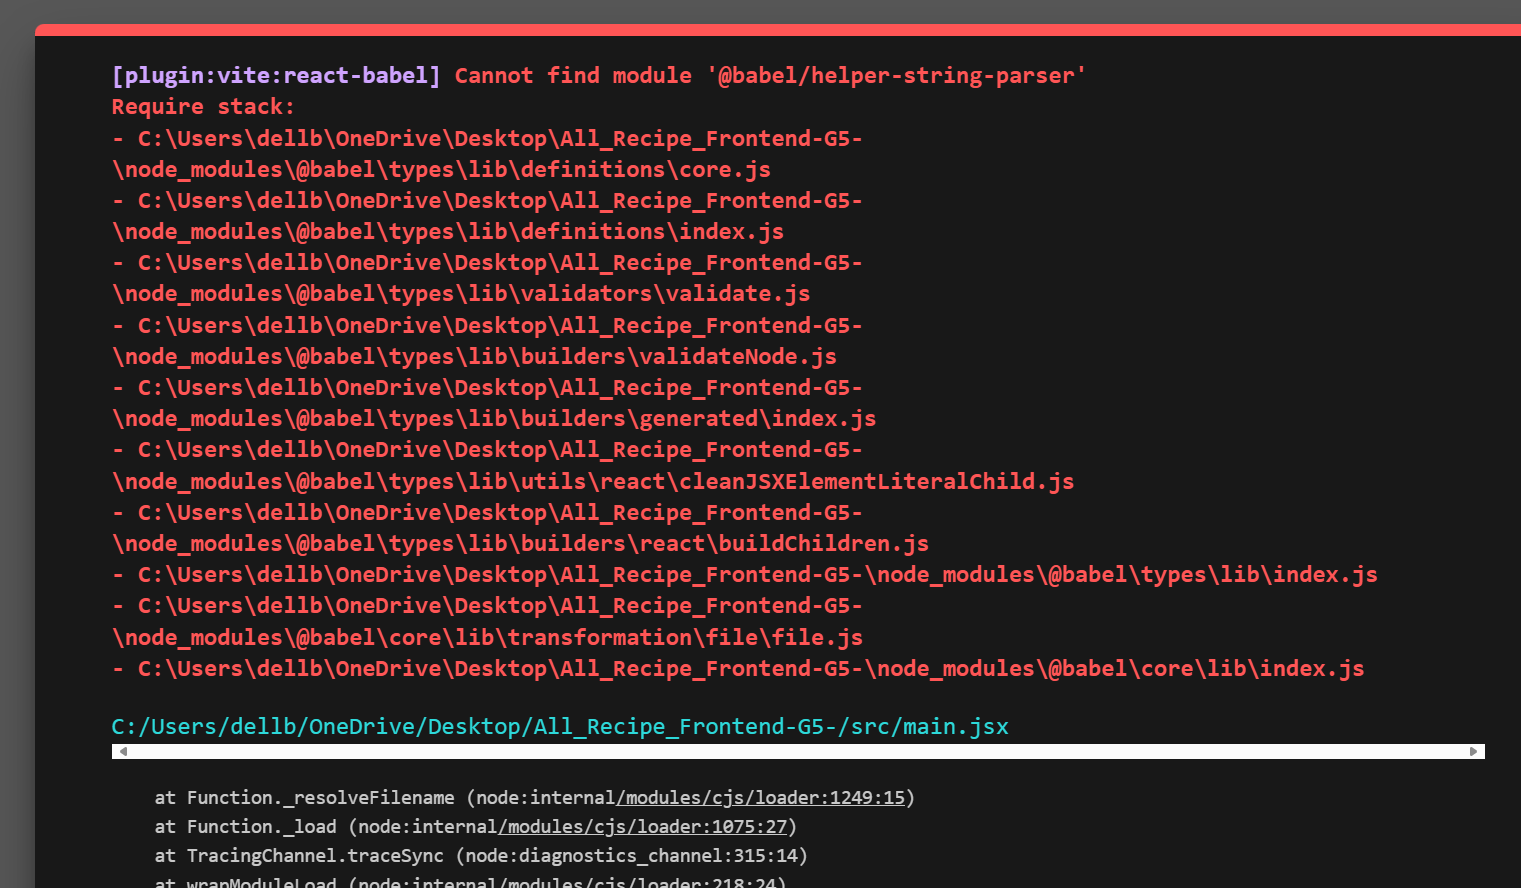 [plugin:vite:react-babel] Cannot find module '@babel/helper-string-parser'
Require stack:
- C:\Users\dellb\OneDrive\Desktop\All_Recipe_Frontend-G5-
\node_modules\@babel\types\lib\definitions\core.js
- C:\Users\dellb\OneDrive\Desktop\All_Recipe_Frontend-G5-
\node_modules\@babel\types\lib\definitions\index.js
- C:\Users\dellb\OneDrive\Desktop\All_Recipe_Frontend-G5-
\node_modules\@babel\types\lib\validators\validate.js
- C:\Users\dellb\OneDrive\Desktop\All_Recipe_Frontend-G5-
\node_modules\@babel\types\lib\builders\validateNode.js
- C:\Users\dellb\OneDrive\Desktop\All_Recipe_Frontend-G5-
\node_modules\@babel\types\lib\builders\generated\index.js
- C:\Users\dellb\OneDrive\Desktop\All_Recipe_Frontend-G5-
\node_modules\@babel\types\lib\utils\react\cleanJSXElementLiteralChild.js
- C:\Users\dellb\OneDrive\Desktop\All_Recipe_Frontend-G5-
\node_modules\@babel\types\lib\builders\react\buildChildren.js
- C:\Users\dellb\OneDrive\Desktop\All_Recipe_Frontend-G5-\node_modules\@babel\types\lib\index.js
- C:\Users\dellb\OneDrive\Desktop\All_Recipe_Frontend-G5-
\node_modules\@babel\core\lib\transformation\file\file.js
- C:\Users\dellb\OneDrive\Desktop\All_Recipe_Frontend-G5-\node_modules\@babel\core\lib\index.js
C:/Users/dellb/OneDrive/Desktop/All_Recipe_Frontend-G5-/src/main.jsx
at Function._resolveFilename (node:internal/modules/cjs/loader:1249:15)
at Function._load (node:internal/modules/cjs/loader:1075:27)
at TracingChannel.traceSync (node:diagnostics_channel:315:14)
at wrapModuleLoad (node:internal/modules/cjs/loader:218:24)